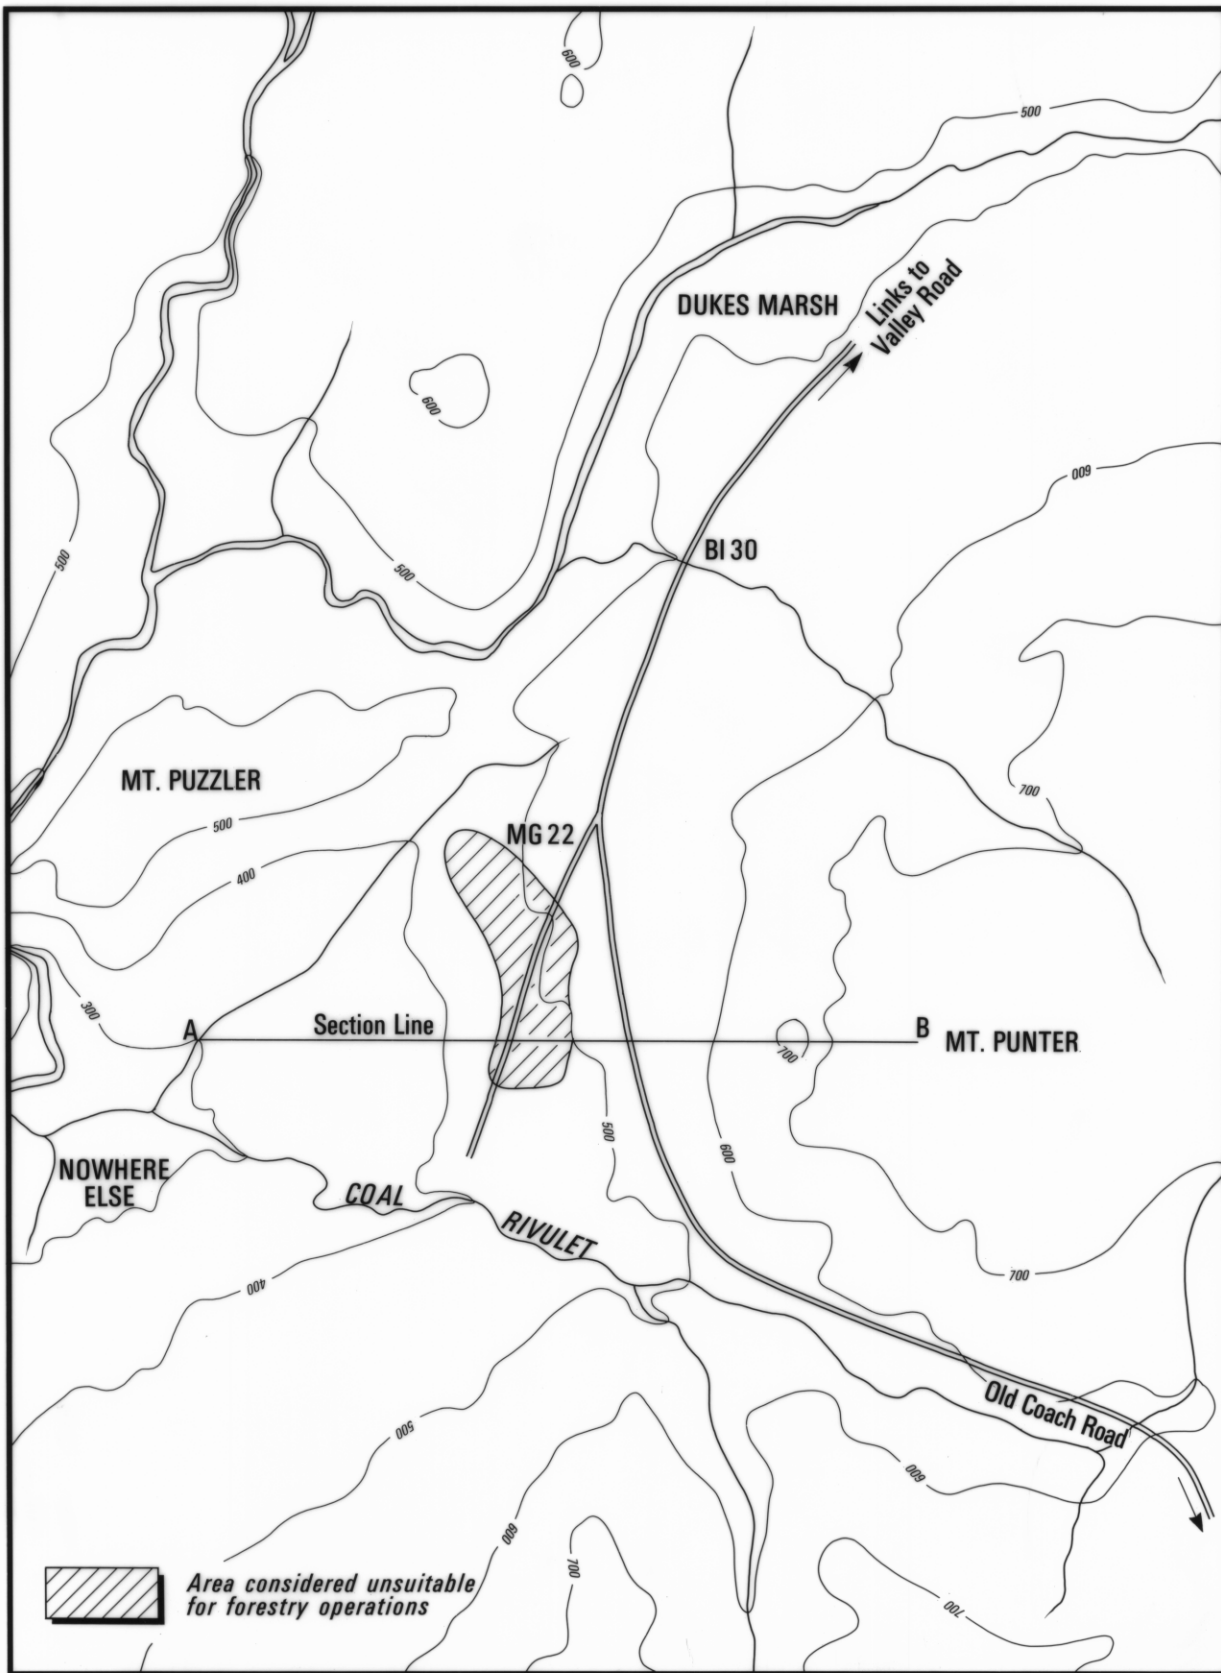 600
500
Links to
Valley Road
DUKES MARSH
600
600
BI 30
500
500
MT. PUZZLER
700
500
MG 22
400
300
A
Section Line
B
MT. PUNTER
700
500
600
NOWHERE
ELSE
COAL
RIVULET
700
400
Old Coach Road
500
600
600
700
700
Area considered unsuitable
for forestry operations